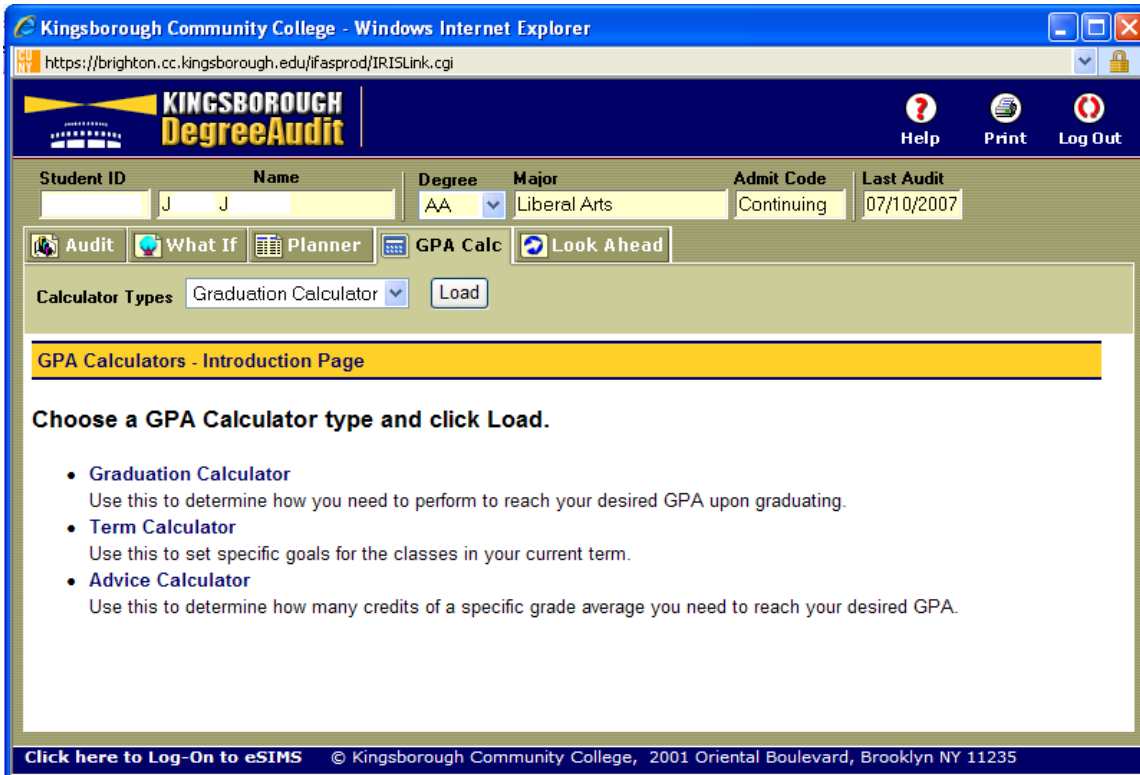 Kingsborough Community College - Windows Internet Explorer
CU NY https://brighton.cc.kingsborough.edu/ifasprod/IRISLink.cgi
KINGSBOROUGH
DegreeAudit
Help Print Log Out
Student ID Name Degree Major Admit Code Last Audit
J J AA Liberal Arts Continuing 07/10/2007
Audit What If Planner GPA Calc Look Ahead
Calculator Types Graduation Calculator Load
GPA Calculators - Introduction Page
Choose a GPA Calculator type and click Load.
• Graduation Calculator
Use this to determine how you need to perform to reach your desired GPA upon graduating.
• Term Calculator
Use this to set specific goals for the classes in your current term.
• Advice Calculator
Use this to determine how many credits of a specific grade average you need to reach your desired GPA.
Click here to Log-On to eSIMS © Kingsborough Community College, 2001 Oriental Boulevard, Brooklyn NY 11235